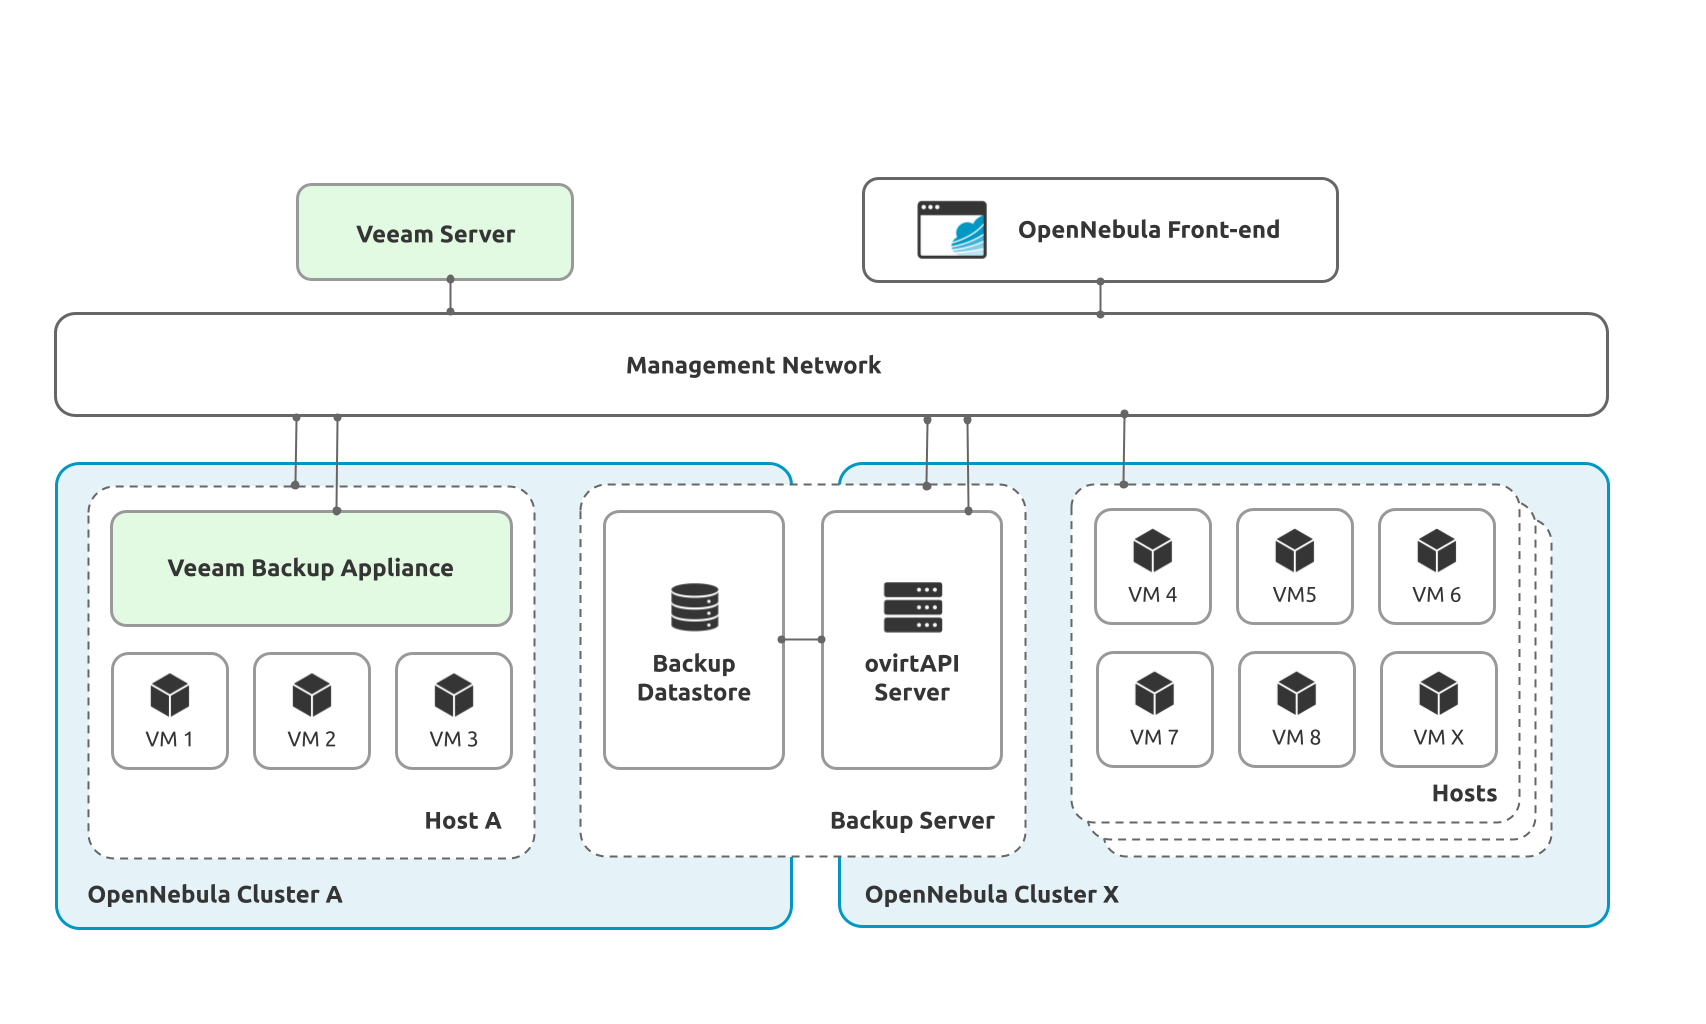 Veeam Server
OpenNebula Front-end
Management Network
Veeam Backup Appliance
VM 1
VM 2
VM 3
Host A
OpenNebula Cluster A
Backup
Datastore
ovirtAPI
Server
Backup Server
VM 4
VM5
VM 6
VM 7
VM 8
VM X
Hosts
OpenNebula Cluster X